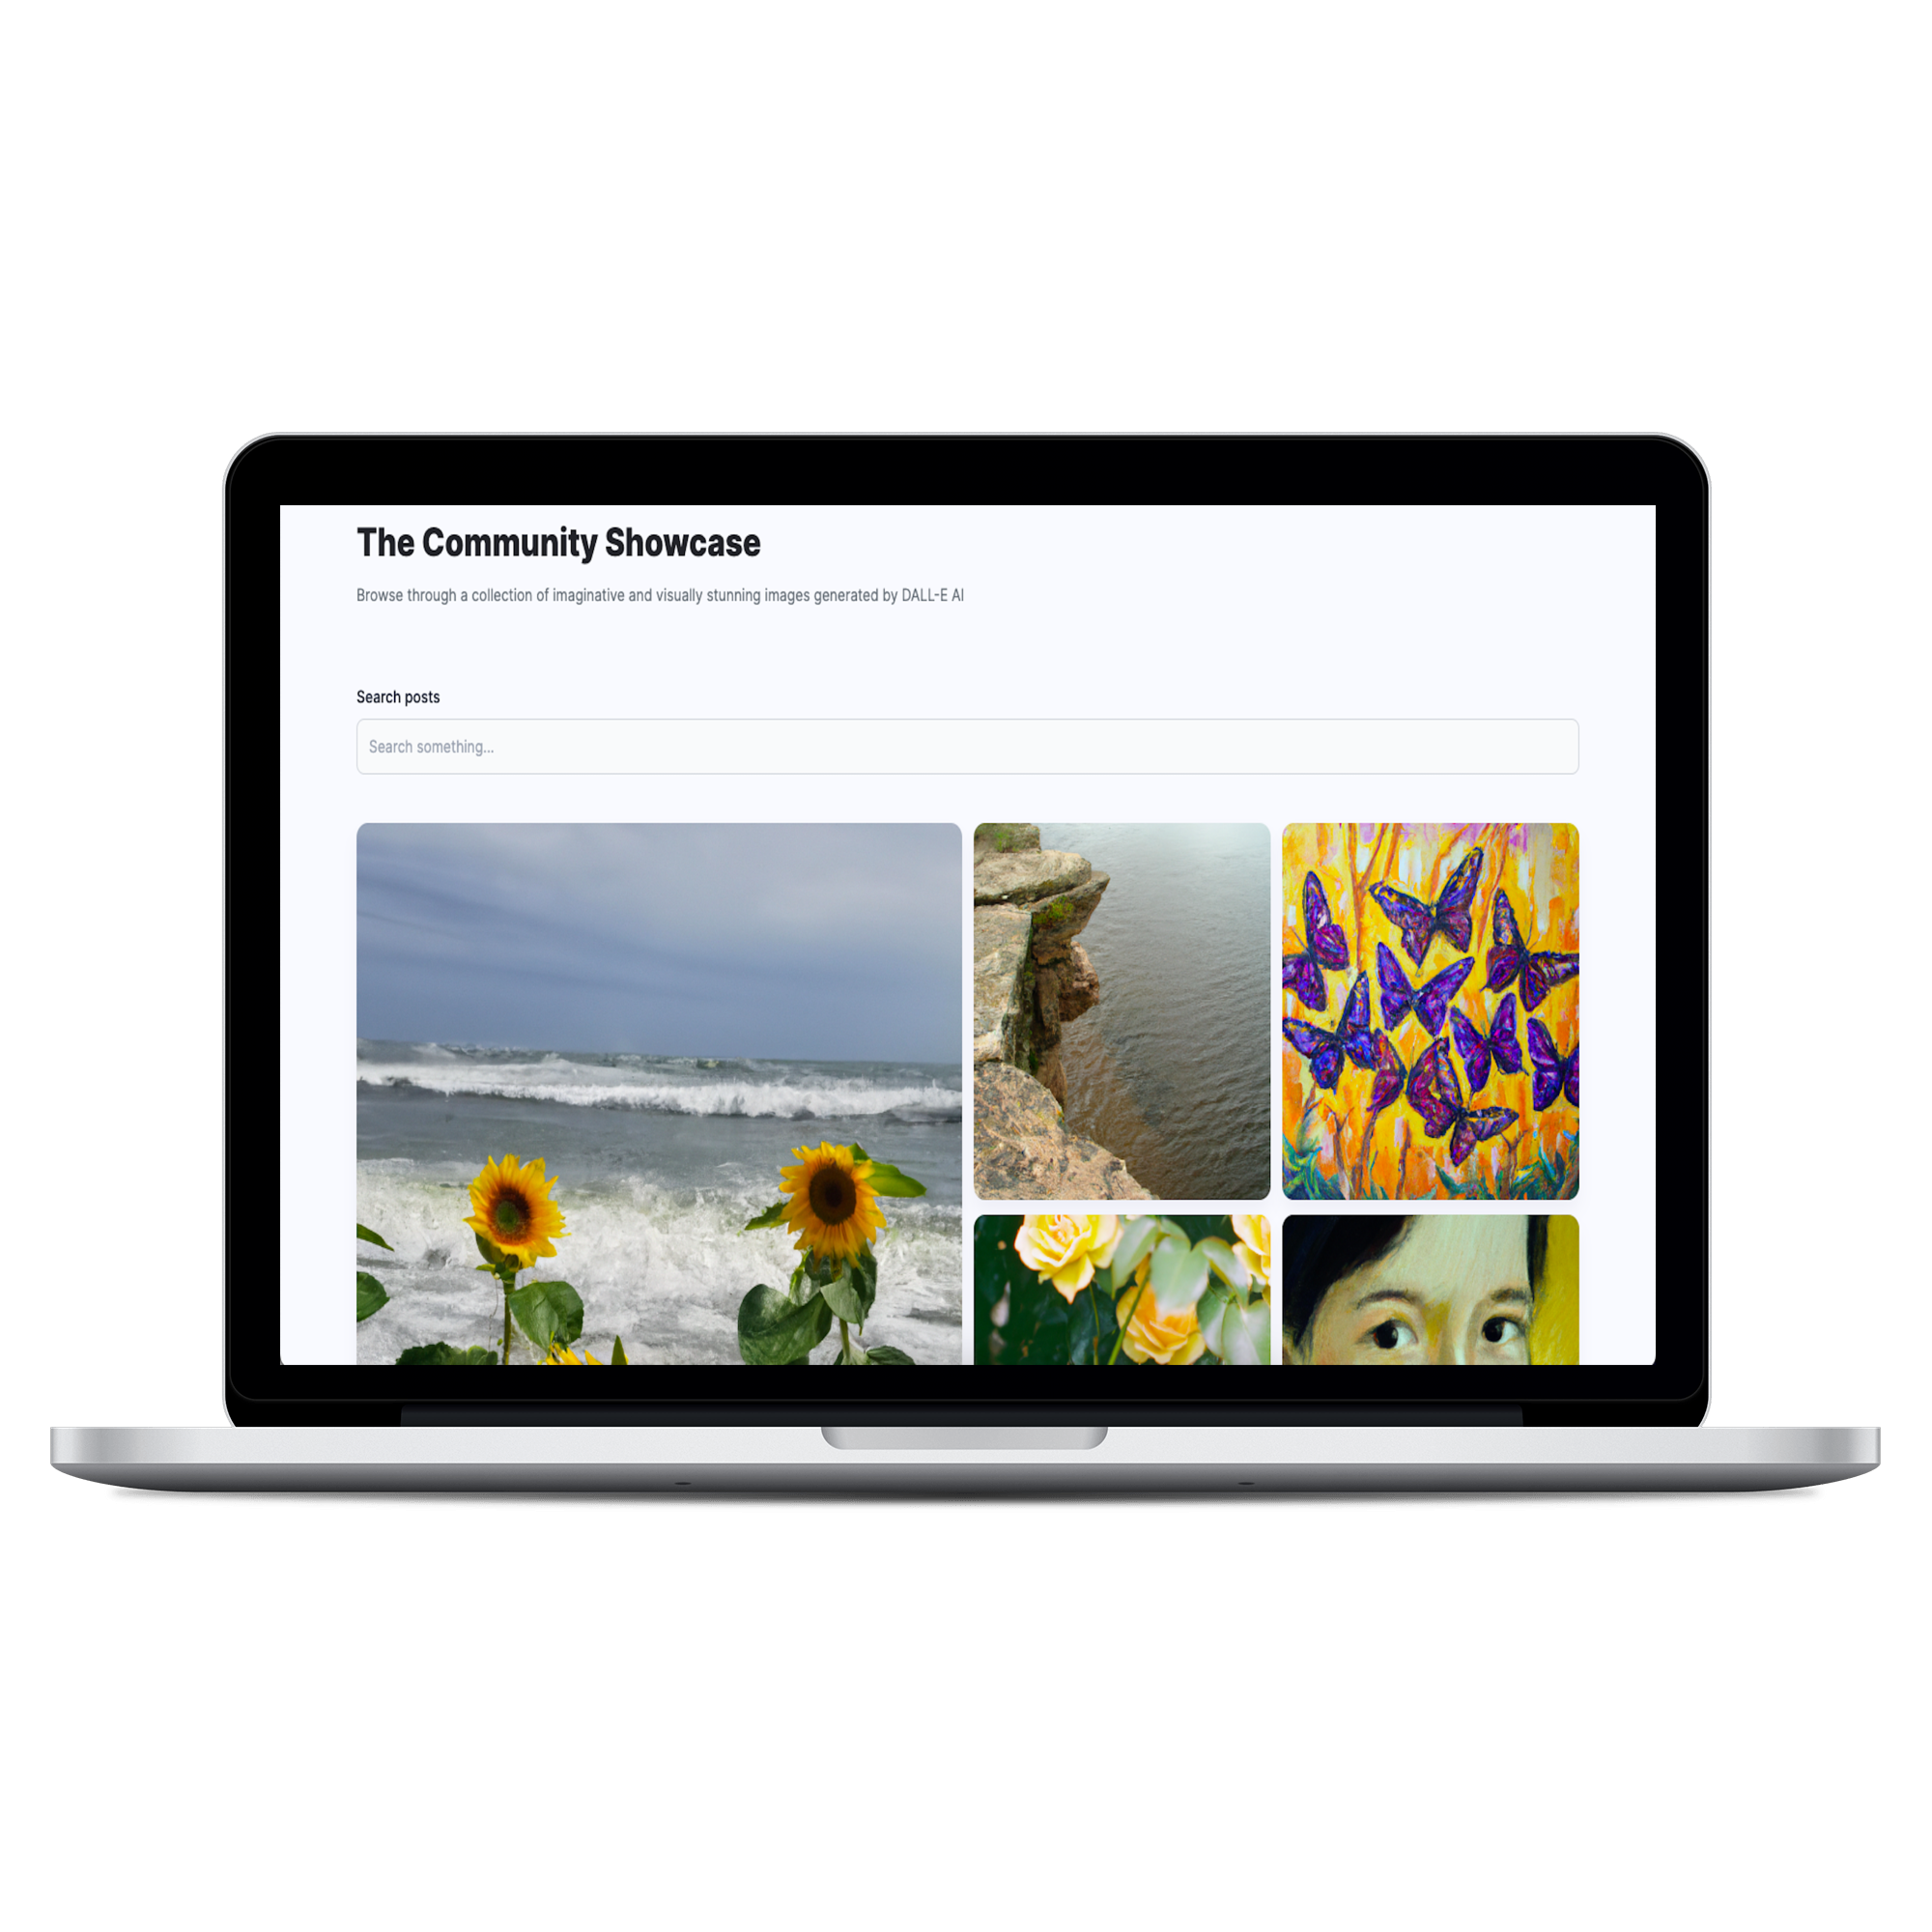 The Community Showcase
Browse through a collection of imaginative and visually stunning images generated by DALL-E AI
Search posts
Search something...